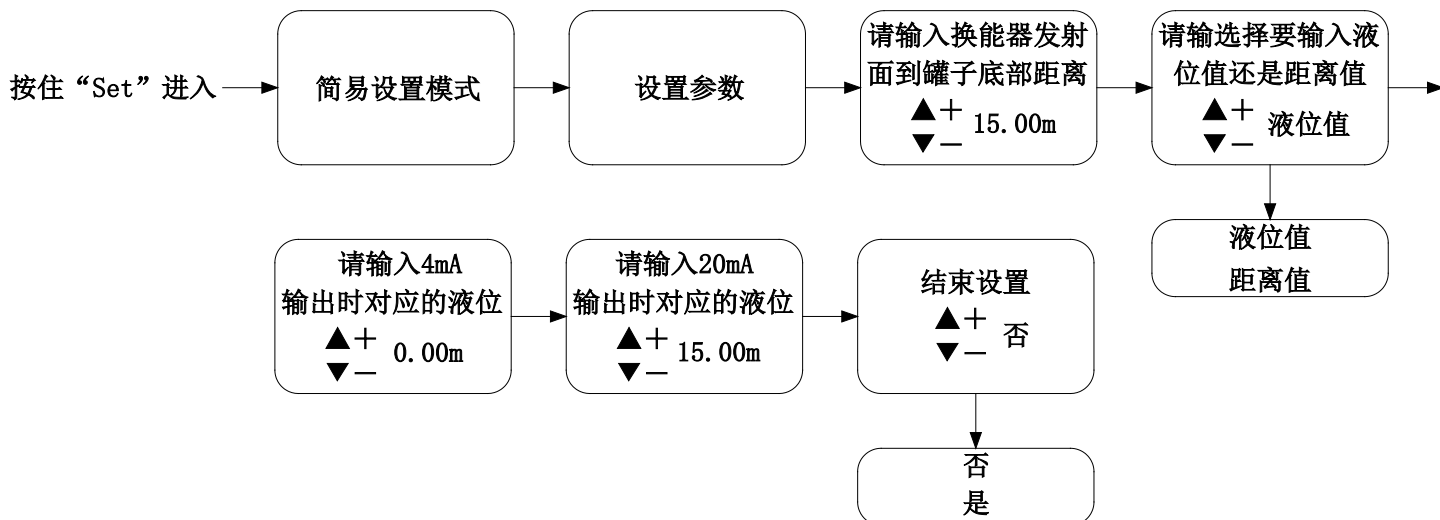 按住“Set”进入
简易设置模式
设置参数
请输入换能器发射
面到罐子底部距离
▲+
15.00m
▼−
请输选择要输入液
位值还是距离值
▲+
液位值
▼−
液位值
距离值
请输入4mA
输出时对应的液位
▲+
0.00m
▼−
请输入20mA
输出时对应的液位
▲+
15.00m
▼−
结束设置
▲+
否
▼−
否
是